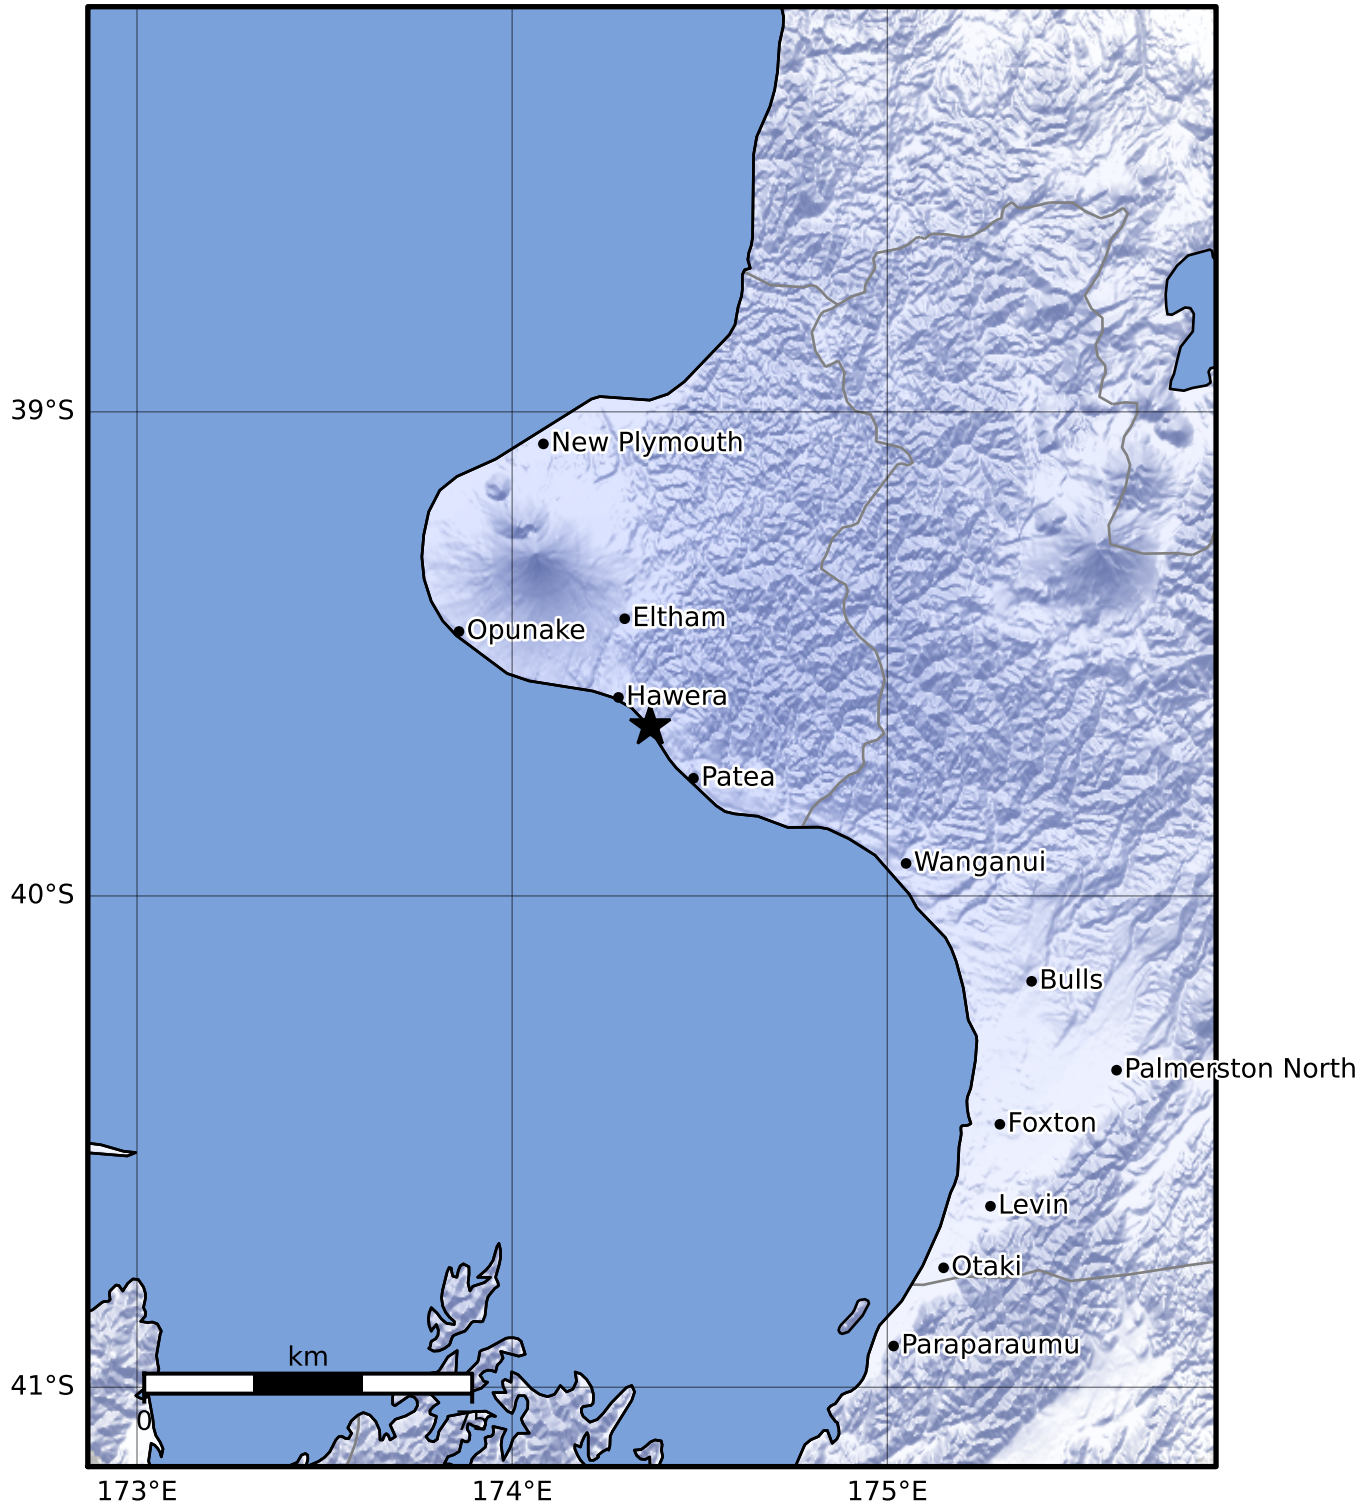 39°S
New Plymouth
Eltham
Opunake
Hawera
Patea
Wanganui
40°S
Bulls
Palmerston North
Foxton
Levin
Otaki
Paraparaumu
km
41°S
0
173°E
174°E
175°E